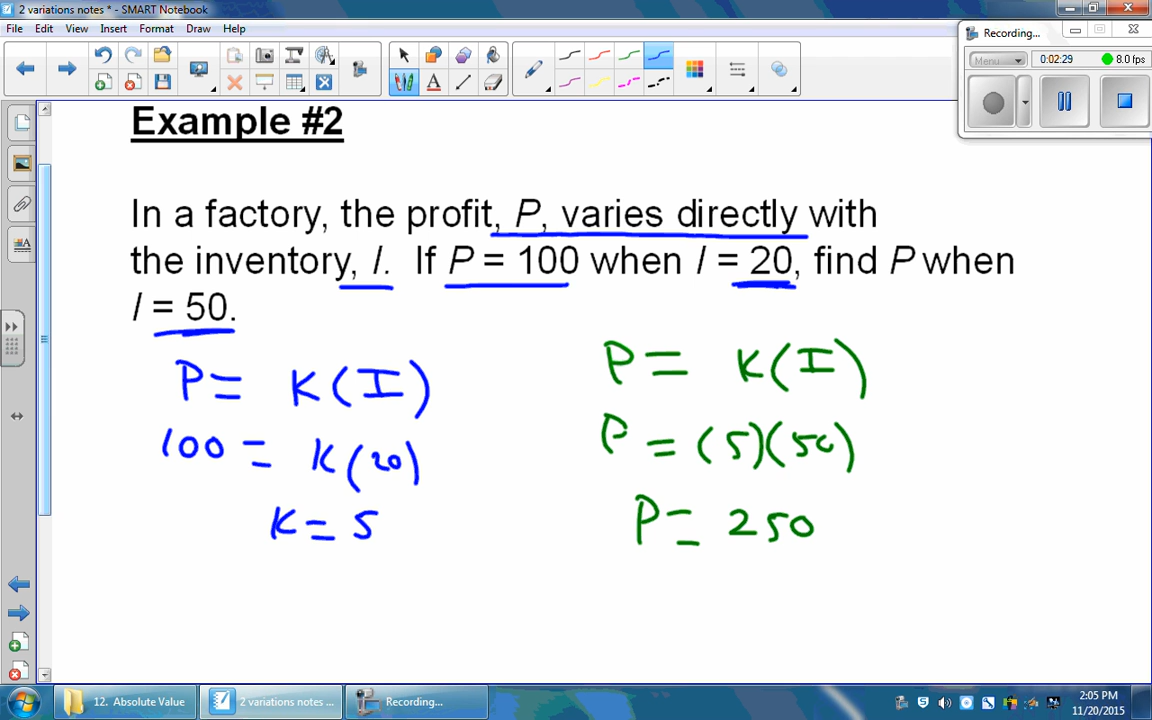 2 variations notes * - SMART Notebook
File Edit View Insert Format Draw Help
Recording...
Menu
0:02:29
8.0 fps
Example #2
In a factory, the profit, P, varies directly with
the inventory, I. If P = 100 when I = 20, find P when
I = 50.
P = K(I)
100 = K(20)
K = 5
P = K(I)
P = (5)(50)
P = 250
12. Absolute Value
2 variations notes ...
Recording...
2:05 PM
11/20/2015